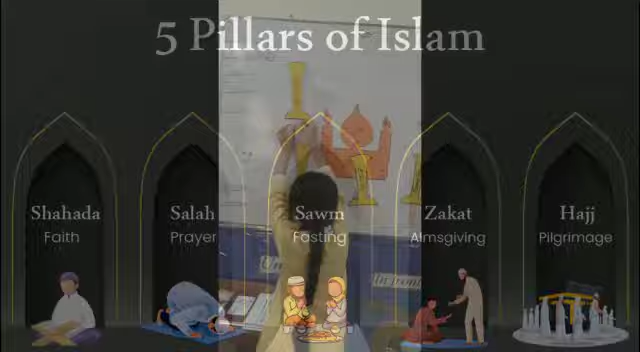 5 Pillars of Islam
Shahada
Faith
Salah
Prayer
Sawm
Fasting
Zakat
Almsgiving
Hajj
Pilgrimage